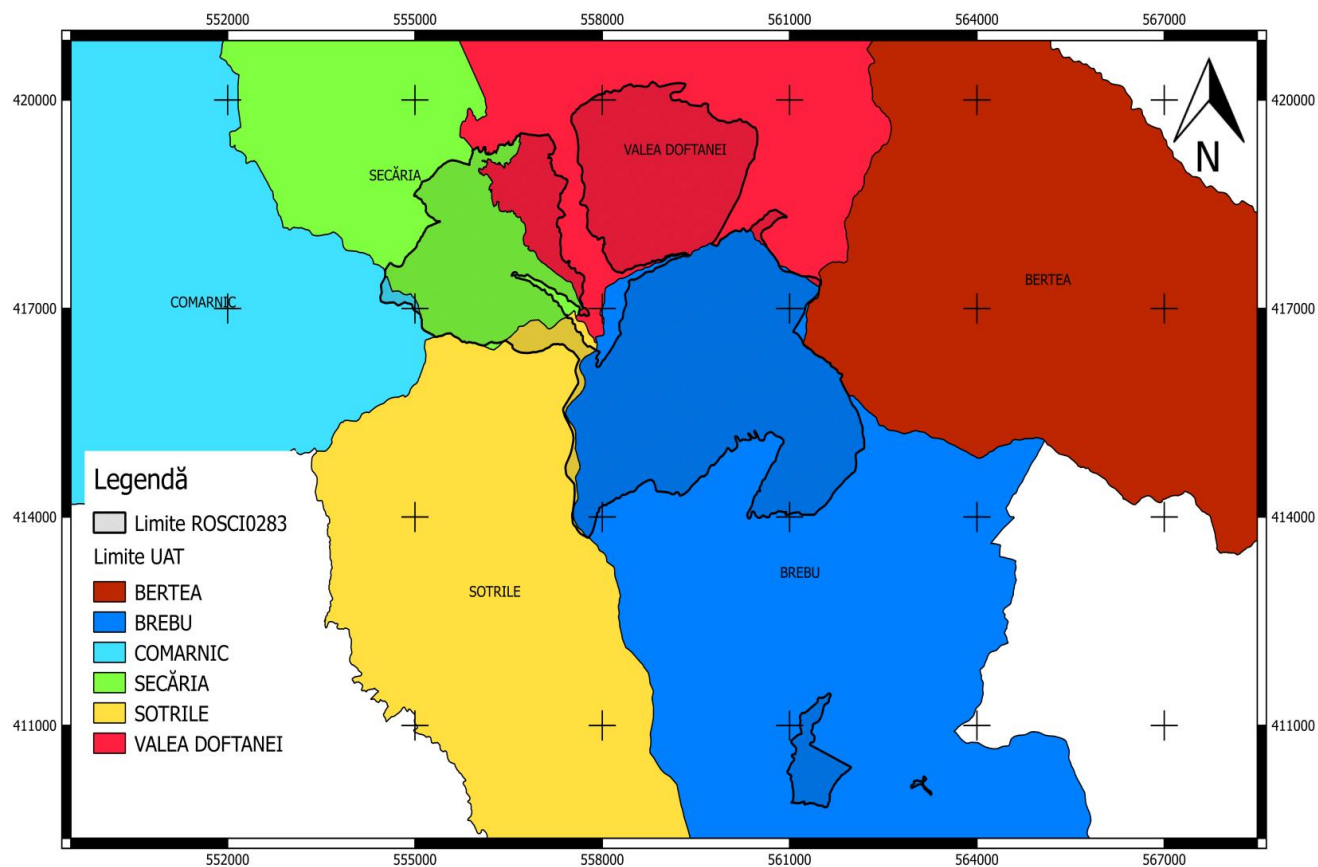 552000 555000 558000 561000 564000 567000
420000 420000
VALEA DOFTANEI
N
SECĂRIA
BERTEA
417000 417000
COMARNIC
Legendă
Limite ROSCI0283
414000
Limite UAT
BREBU
SOTRILE
BERTEA
BREBU
COMARNIC
SECĂRIA
SOTRILE
VALEA DOFTANEI
411000 411000
552000 555000 558000 561000 564000 567000